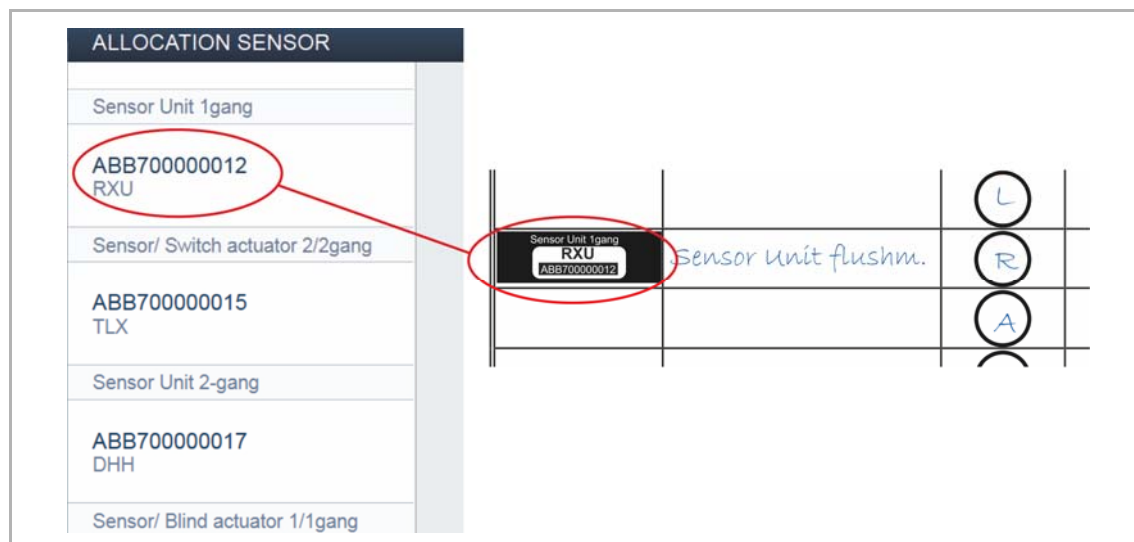 ALLOCATION SENSOR
Sensor Unit 1gang
ABB700000012
RXU
Sensor/ Switch actuator 2/2gang
ABB700000015
TLX
Sensor Unit 2-gang
ABB700000017
DHH
Sensor/ Blind actuator 1/1gang
L
Sensor Unit 1gang
RXU
ABB700000012
Sensor Unit flushm.
R
A